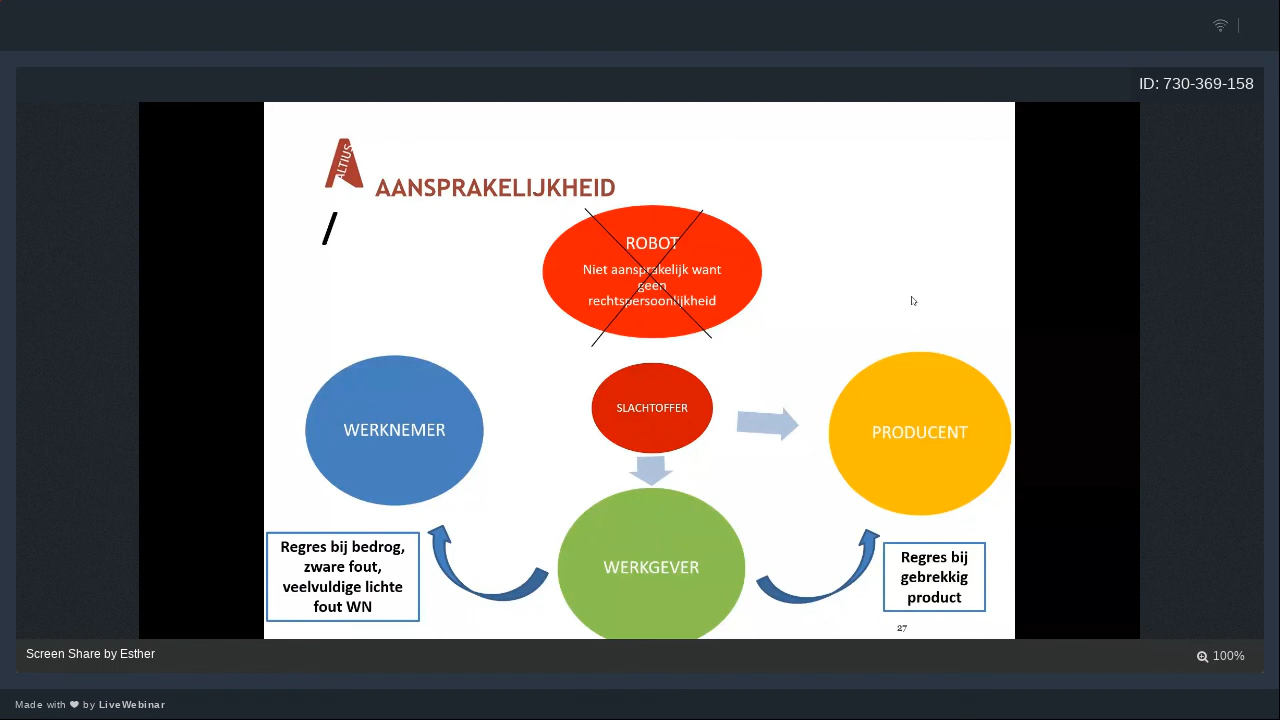 ID: 730-369-158
ALTIUS
AANSPRAKELIJKHEID
/
ROBOT
Niet aansprakelijk want
geen
rechtspersoonlijkheid
SLACHTOFFER
WERKNEMER
PRODUCENT
WERKGEVER
Regres bij bedrog,
zware fout,
veelvuldige lichte
fout WN
Regres bij
gebrekkig
product
27
Screen Share by Esther
100%
Made with ❤ by LiveWebinar